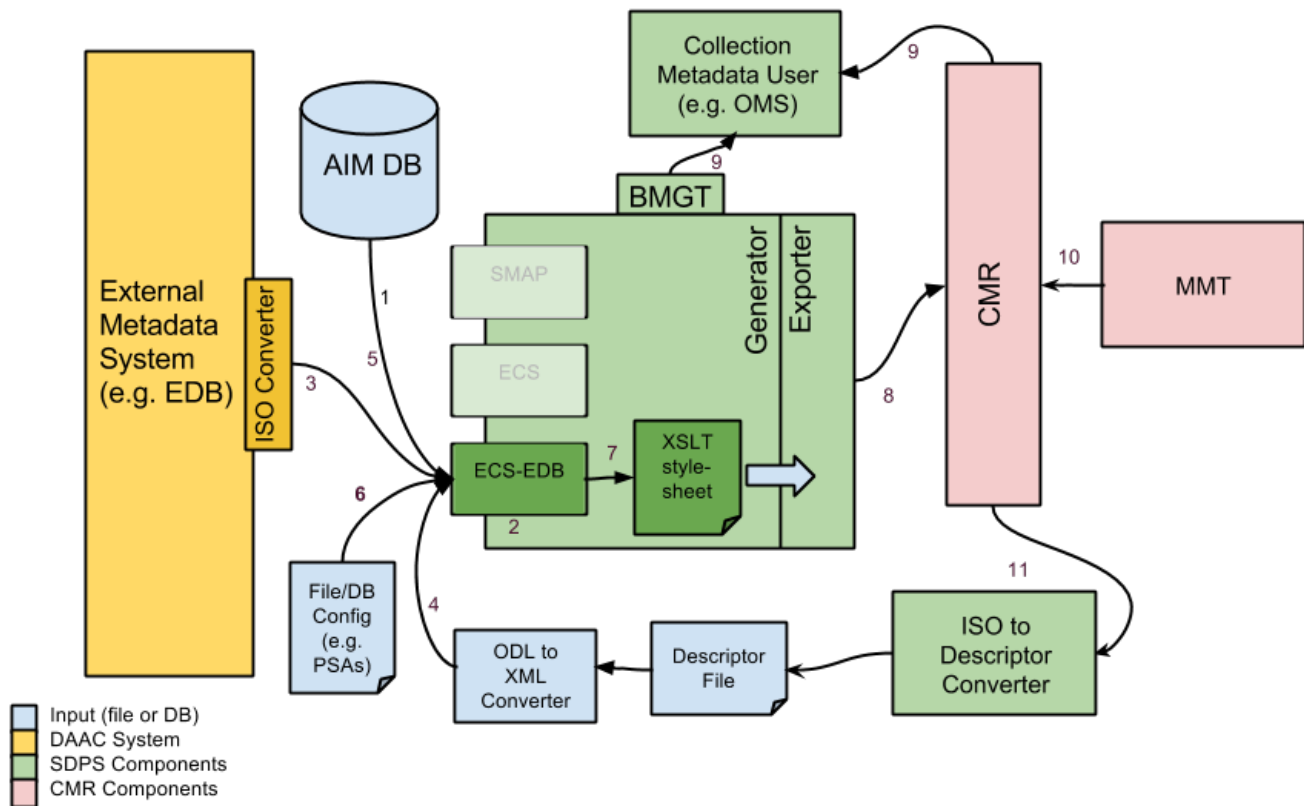 Collection
Metadata User
(e.g. OMS)
9
9
AIM DB
BMGT
External
Metadata
System
(e.g. EDB)
ISO Converter
SMAP
ECS
Generator
Exporter
CMR
10
MMT
1
5
3
8
ECS-EDB
7
XSLT
style-
sheet
2
6
File/DB
Config
(e.g.
PSAs)
4
ODL to
XML
Converter
Descriptor
File
11
ISO to
Descriptor
Converter
Input (file or DB)
DAAC System
SDPS Components
CMR Components